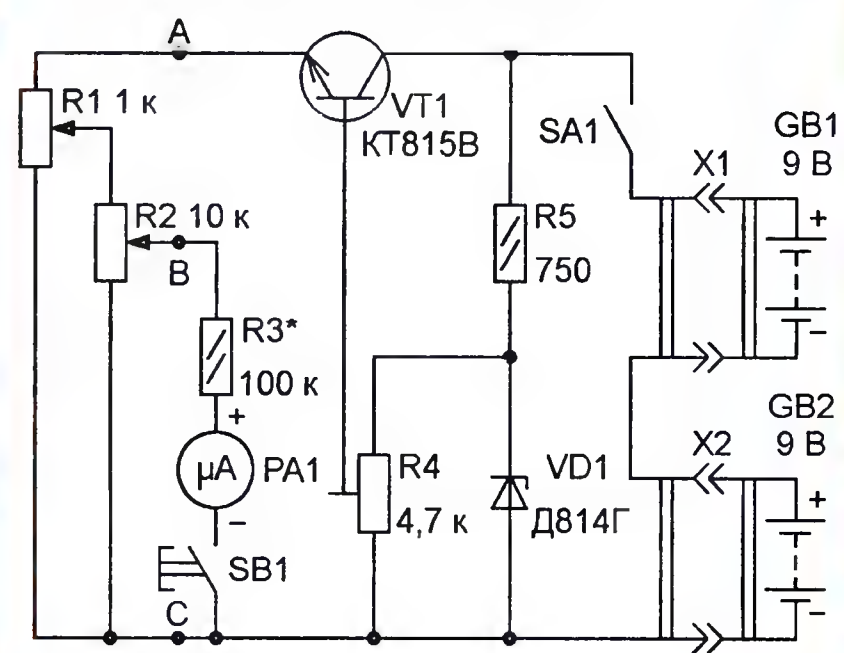 A
R1 1 к
VT1
КТ815В
SA1
X1
GB1
9 В
+
−
R2 10 к
B
R5
750
R3*
100 к
+
µA
PA1
−
R4
4,7 к
VD1
Д814Г
X2
GB2
9 В
+
−
SB1
C